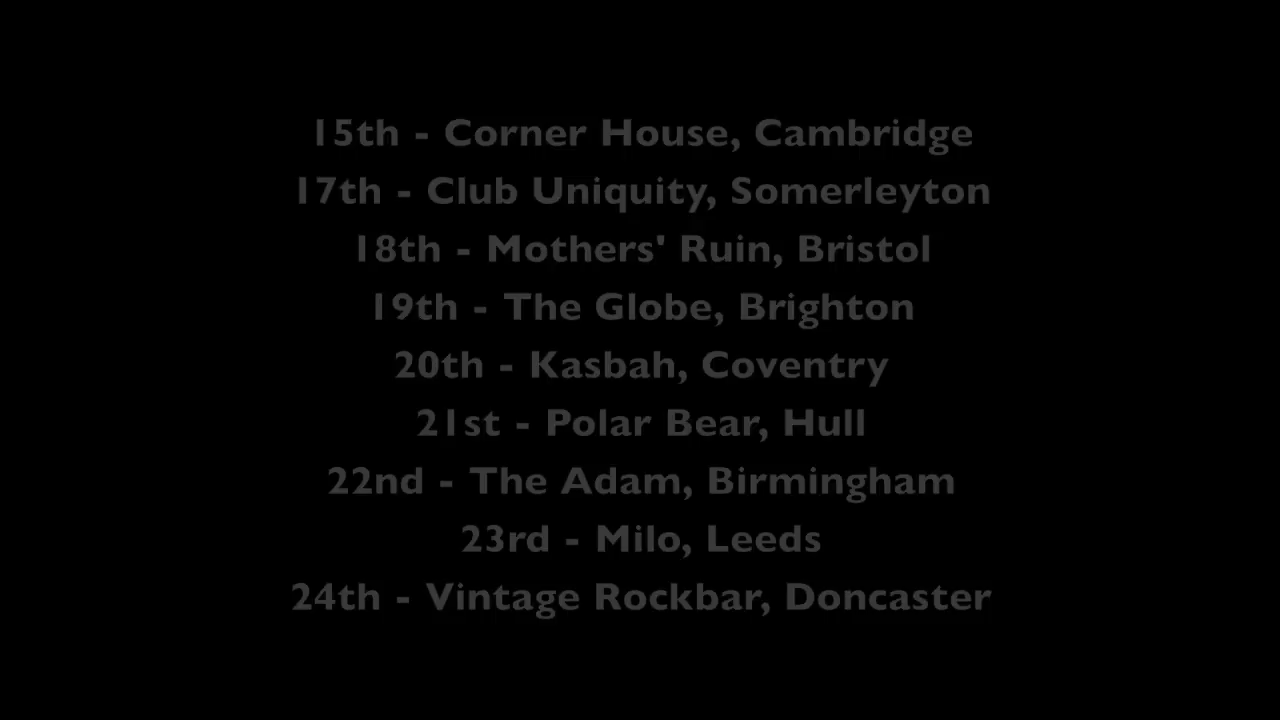 15th - Corner House, Cambridge
17th - Club Uniquity, Somerleyton
18th - Mothers' Ruin, Bristol
19th - The Globe, Brighton
20th - Kasbah, Coventry
21st - Polar Bear, Hull
22nd - The Adam, Birmingham
23rd - Milo, Leeds
24th - Vintage Rockbar, Doncaster